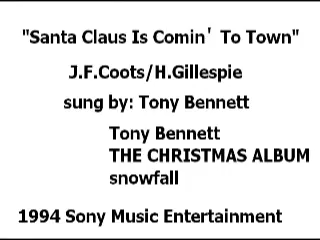 "Santa Claus Is Comin' To Town"
J.F.Coots/H.Gillespie
sung by: Tony Bennett
Tony Bennett
THE CHRISTMAS ALBUM
snowfall
1994 Sony Music Entertainment